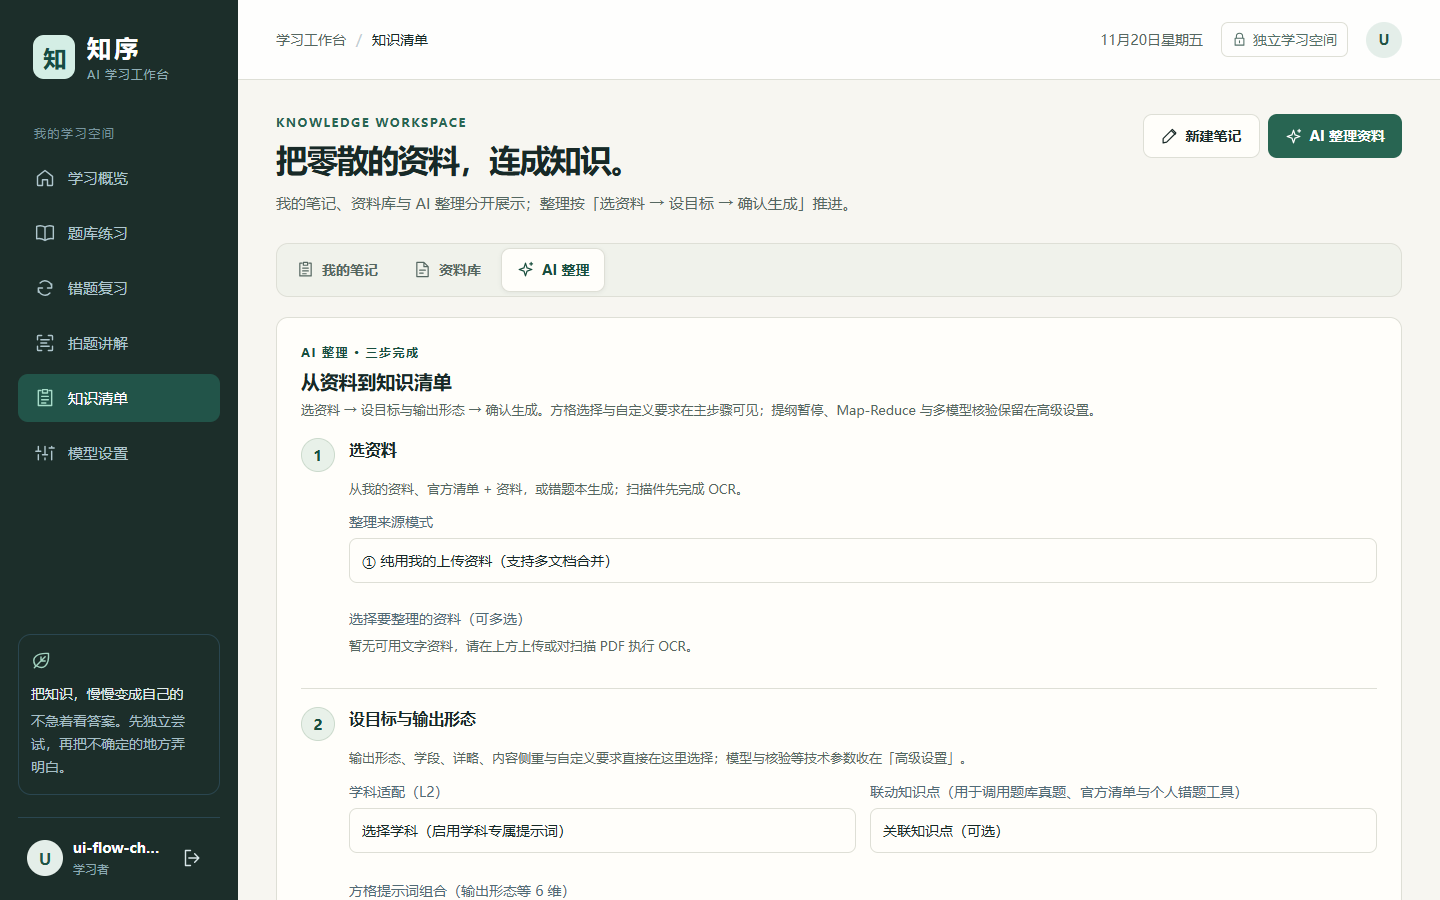 知
知序
AI 学习工作台
我的学习空间
学习概览
题库练习
错题复习
拍题讲解
知识清单
模型设置
把知识，慢慢变成自己的
不急着看答案。先独立尝
试，再把不确定的地方弄
明白。
U
ui-flow-ch...
学习者
学习工作台 / 知识清单
11月20日星期五
独立学习空间
U
KNOWLEDGE WORKSPACE
把零散的资料，连成知识。
我的笔记、资料库与 AI 整理分开展示；整理按「选资料 → 设目标 → 确认生成」推进。
新建笔记
AI 整理资料
我的笔记
资料库
AI 整理
AI 整理 • 三步完成
从资料到知识清单
选资料 → 设目标与输出形态 → 确认生成。方格选择与自定义要求在主步骤可见；提纲暂停、Map-Reduce 与多模型核验保留在高级设置。
1
选资料
从我的资料、官方清单 + 资料，或错题本生成；扫描件先完成 OCR。
整理来源模式
① 纯用我的上传资料（支持多文档合并）
选择要整理的资料（可多选）
暂无可用文字资料，请在上方上传或对扫描 PDF 执行 OCR。
2
设目标与输出形态
输出形态、学段、详略、内容侧重与自定义要求直接在这里选择；模型与核验等技术参数收在「高级设置」。
学科适配（L2）
联动知识点（用于调用题库真题、官方清单与个人错题工具）
选择学科（启用学科专属提示词）
关联知识点（可选）
方格提示词组合（输出形态等 6 维）